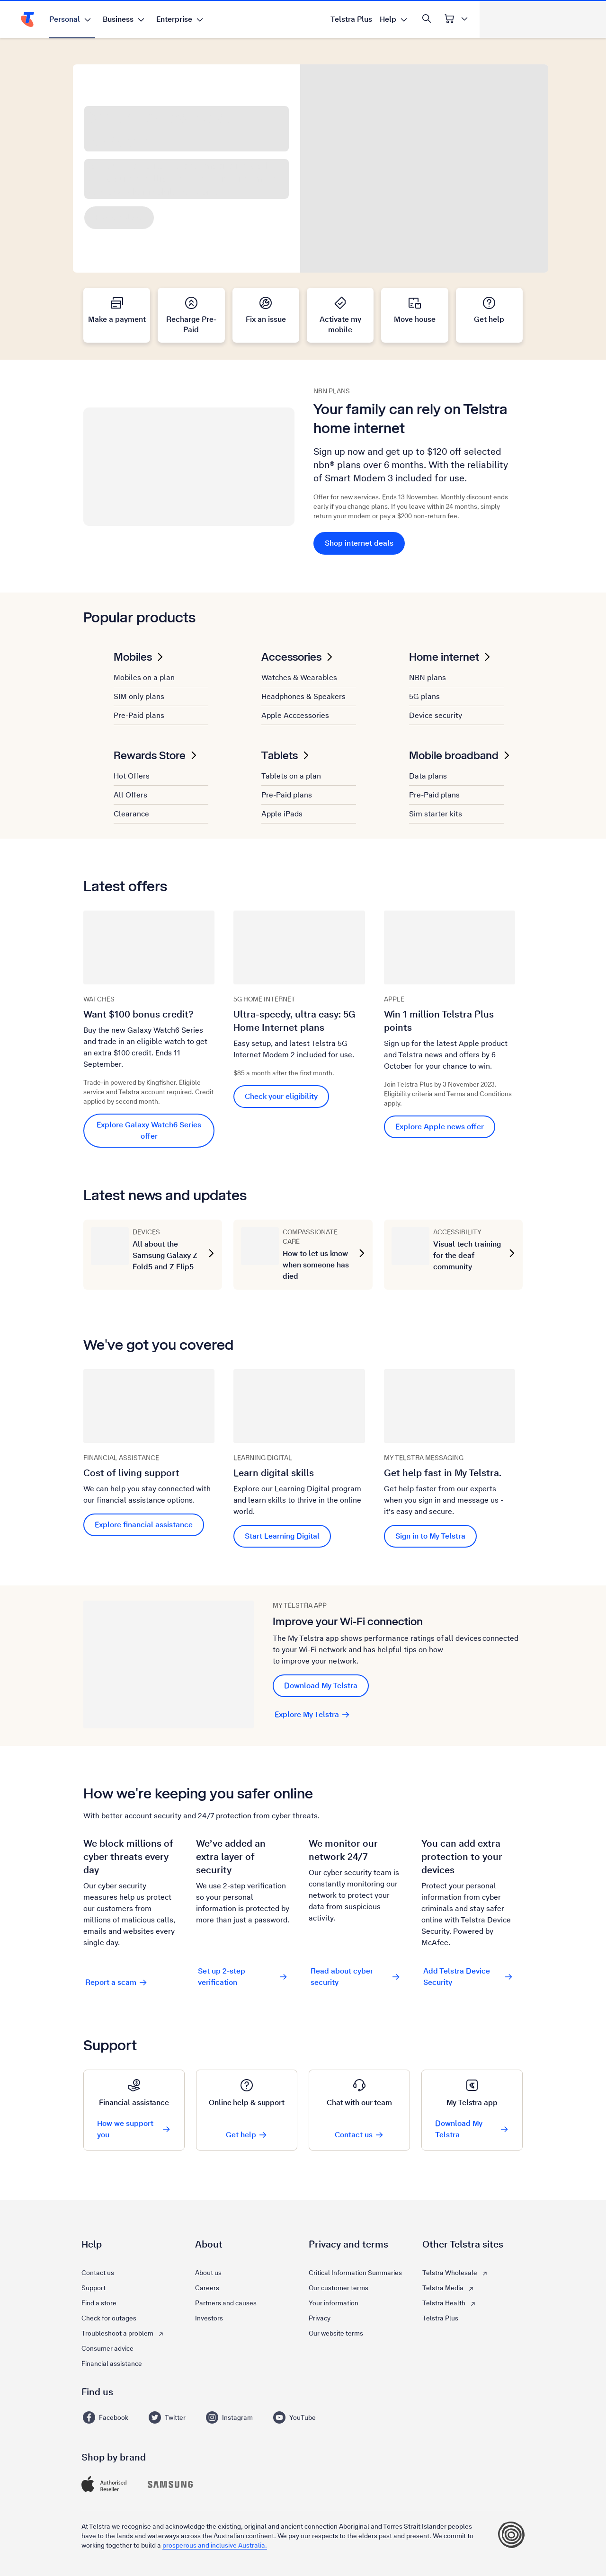 Personal
Business
Enterprise
Telstra Plus
Help
Make a payment
Recharge Pre-
Paid
Fix an issue
Activate my
mobile
Move house
Get help
NBN PLANS
Your family can rely on Telstra
home internet
Sign up now and get up to $120 off selected
nbn® plans over 6 months. With the reliability
of Smart Modem 3 included for use.
Offer for new services. Ends 13 November. Monthly discount ends
early if you change plans. If you leave within 24 months, simply
return your modem or pay a $200 non-return fee.
Shop internet deals
Popular products
Mobiles
Mobiles on a plan
SIM only plans
Pre-Paid plans
Accessories
Watches & Wearables
Headphones & Speakers
Apple Acccessories
Home internet
NBN plans
5G plans
Device security
Rewards Store
Hot Offers
All Offers
Clearance
Tablets
Tablets on a plan
Pre-Paid plans
Apple iPads
Mobile broadband
Data plans
Pre-Paid plans
Sim starter kits
Latest offers
WATCHES
Want $100 bonus credit?
Buy the new Galaxy Watch6 Series
and trade in an eligible watch to get
an extra $100 credit. Ends 11
September.
Trade-in powered by Kingfisher. Eligible
service and Telstra account required. Credit
applied by second month.
Explore Galaxy Watch6 Series
offer
5G HOME INTERNET
Ultra-speedy, ultra easy: 5G
Home Internet plans
Easy setup, and latest Telstra 5G
Internet Modem 2 included for use.
$85 a month after the first month.
Check your eligibility
APPLE
Win 1 million Telstra Plus
points
Sign up for the latest Apple product
and Telstra news and offers by 6
October for your chance to win.
Join Telstra Plus by 3 November 2023.
Eligibility criteria and Terms and Conditions
apply.
Explore Apple news offer
Latest news and updates
DEVICES
All about the
Samsung Galaxy Z
Fold5 and Z Flip5
COMPASSIONATE
CARE
How to let us know
when someone has
died
ACCESSIBILITY
Visual tech training
for the deaf
community
We've got you covered
FINANCIAL ASSISTANCE
Cost of living support
We can help you stay connected with
our financial assistance options.
Explore financial assistance
LEARNING DIGITAL
Learn digital skills
Explore our Learning Digital program
and learn skills to thrive in the online
world.
Start Learning Digital
MY TELSTRA MESSAGING
Get help fast in My Telstra.
Get help faster from our experts
when you sign in and message us -
it's easy and secure.
Sign in to My Telstra
MY TELSTRA APP
Improve your Wi-Fi connection
The My Telstra app shows performance ratings of all devices connected
to your Wi-Fi network and has helpful tips on how
to improve your network.
Download My Telstra
Explore My Telstra
How we're keeping you safer online
With better account security and 24/7 protection from cyber threats.
We block millions of
cyber threats every
day
Our cyber security
measures help us protect
our customers from
millions of malicious calls,
emails and websites every
single day.
Report a scam
We've added an
extra layer of
security
We use 2-step verification
so your personal
information is protected by
more than just a password.
Set up 2-step
verification
We monitor our
network 24/7
Our cyber security team is
constantly monitoring our
network to protect your
data from suspicious
activity.
Read about cyber
security
You can add extra
protection to your
devices
Protect your personal
information from cyber
criminals and stay safer
online with Telstra Device
Security. Powered by
McAfee.
Add Telstra Device
Security
Support
Financial assistance
How we support
you
Online help & support
Get help
Chat with our team
Contact us
My Telstra app
Download My
Telstra
Help
Contact us
Support
Find a store
Check for outages
Troubleshoot a problem
Consumer advice
Financial assistance
About
About us
Careers
Partners and causes
Investors
Privacy and terms
Critical Information Summaries
Our customer terms
Your information
Privacy
Our website terms
Other Telstra sites
Telstra Wholesale
Telstra Media
Telstra Health
Telstra Plus
Find us
Facebook
Twitter
Instagram
YouTube
Shop by brand
Authorised
Reseller
SAMSUNG
At Telstra we recognise and acknowledge the existing, original and ancient connection Aboriginal and Torres Strait Islander peoples
have to the lands and waterways across the Australian continent. We pay our respects to the elders past and present. We commit to
working together to build a prosperous and inclusive Australia.